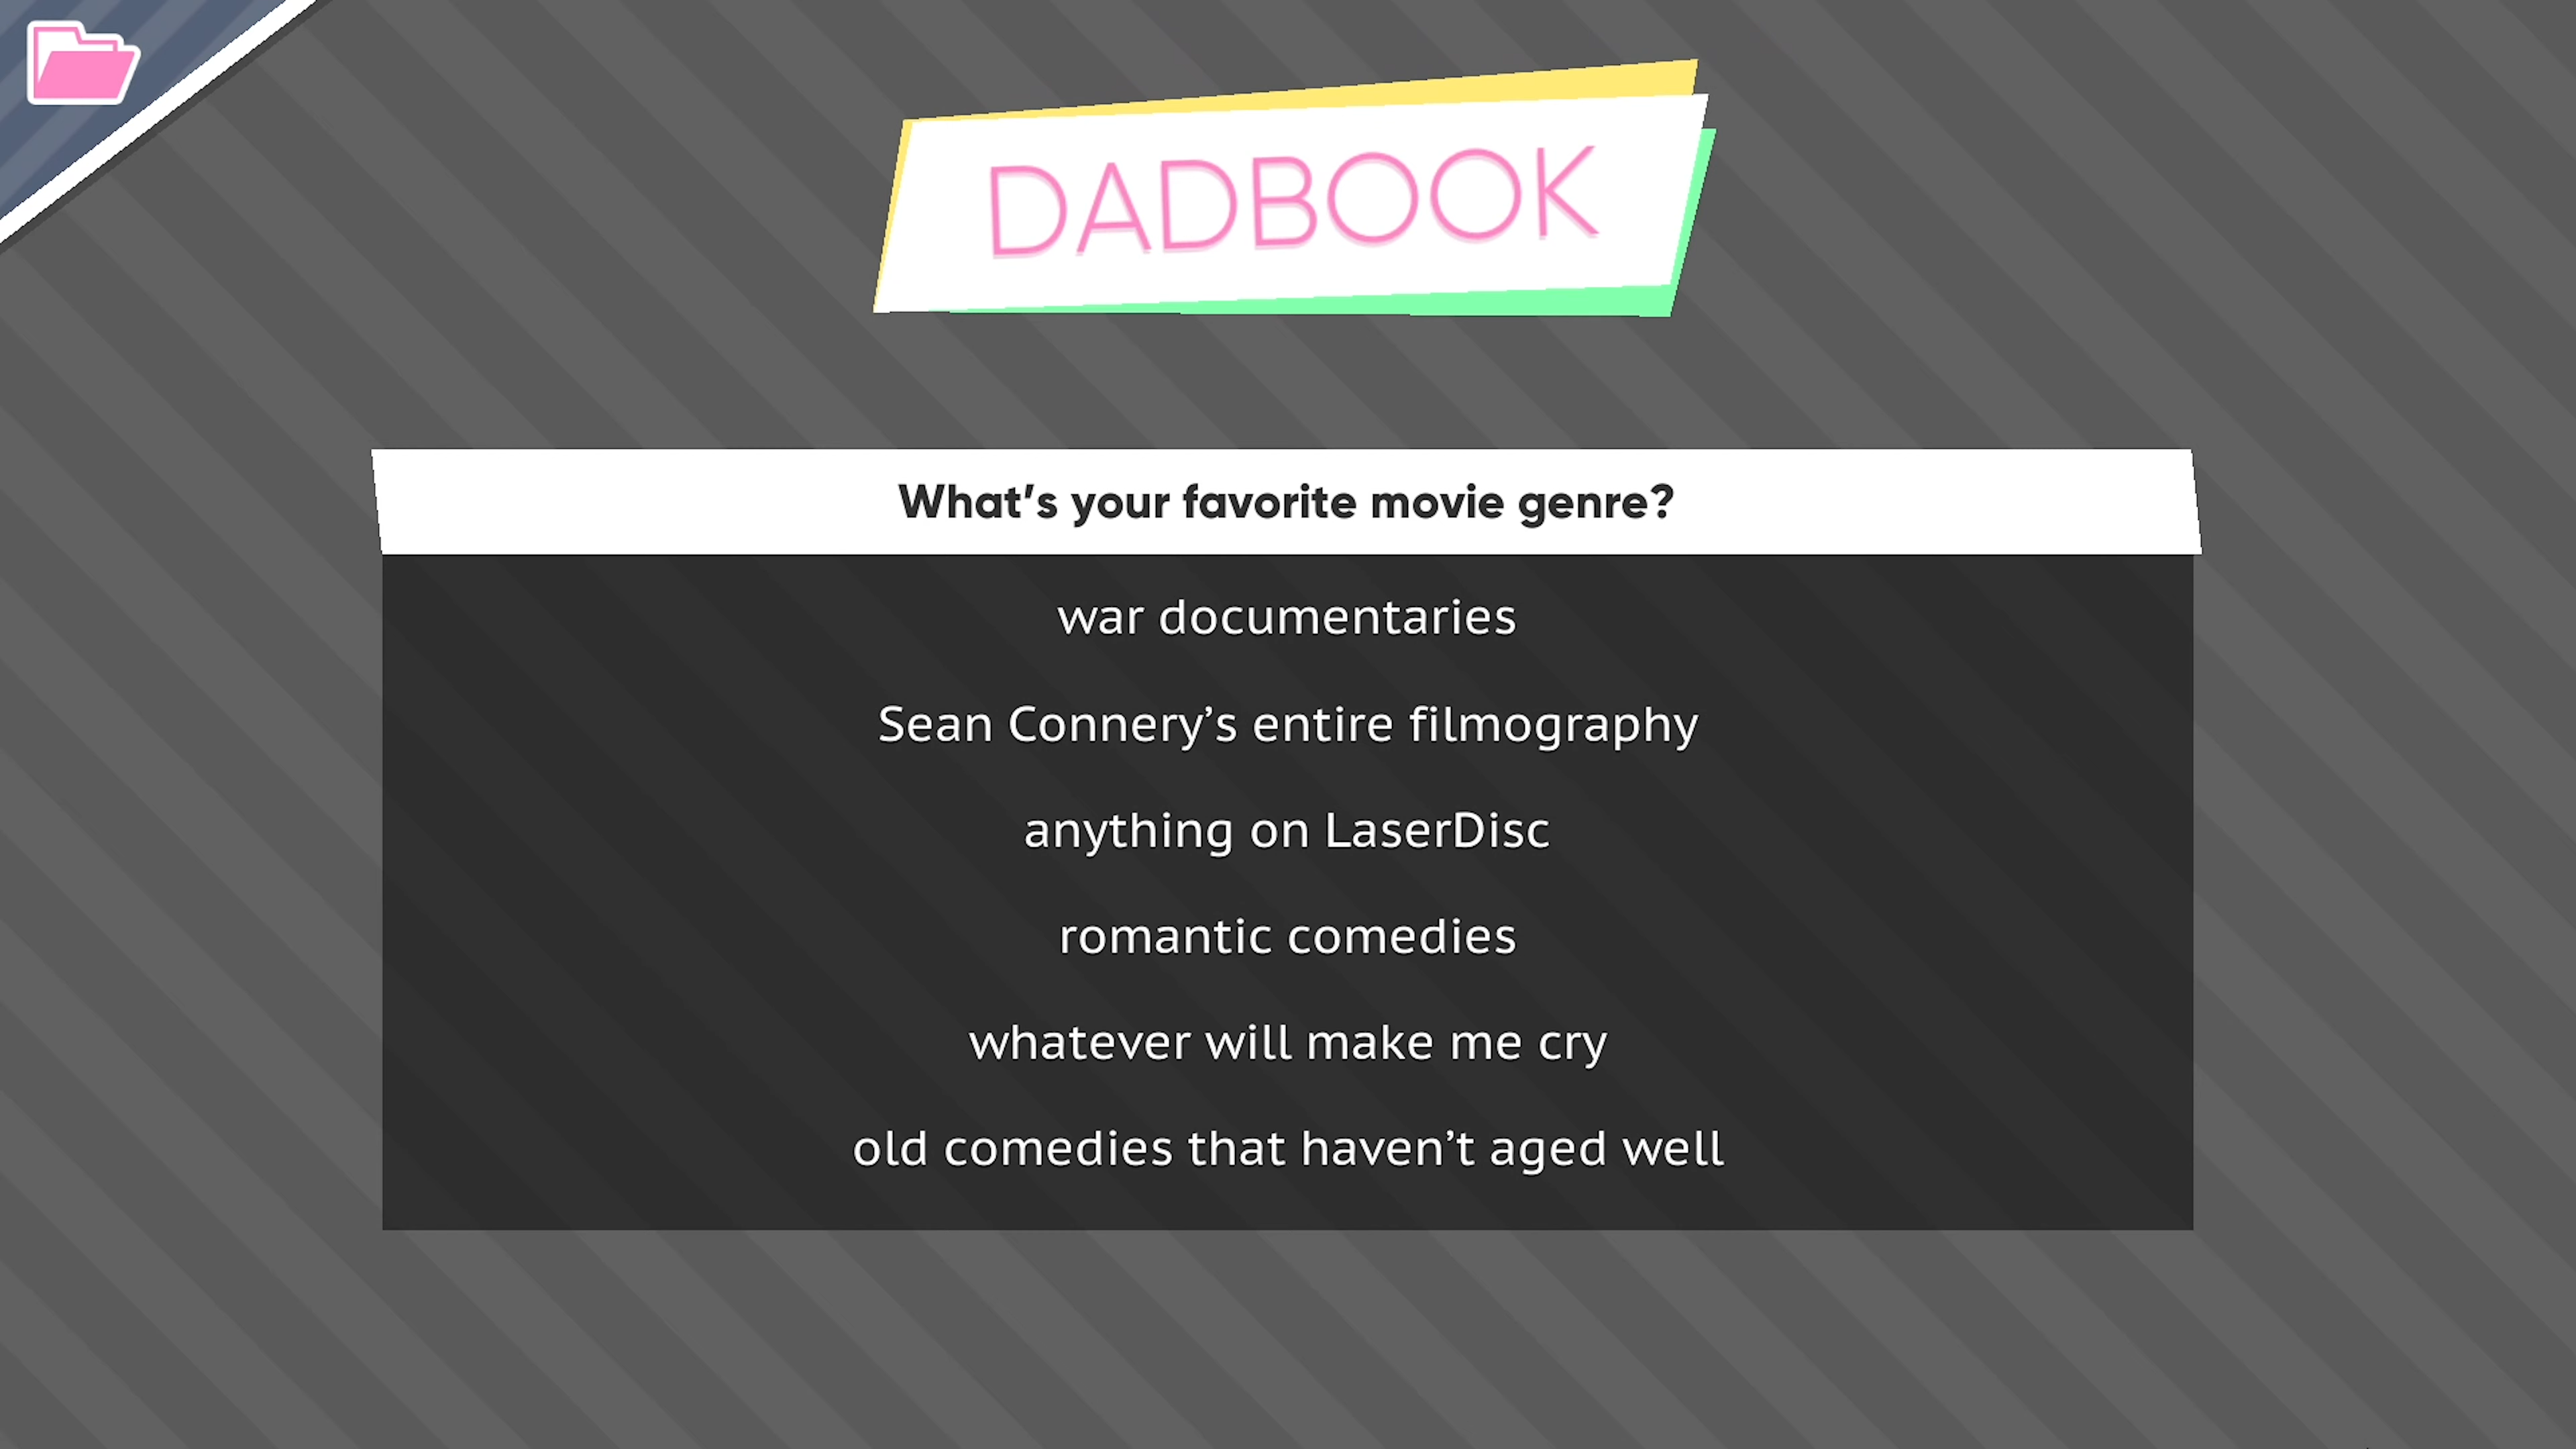 DADBOOK
What's your favorite movie genre?
war documentaries
Sean Connery’s entire filmography
anything on LaserDisc
romantic comedies
whatever will make me cry
old comedies that haven’t aged well